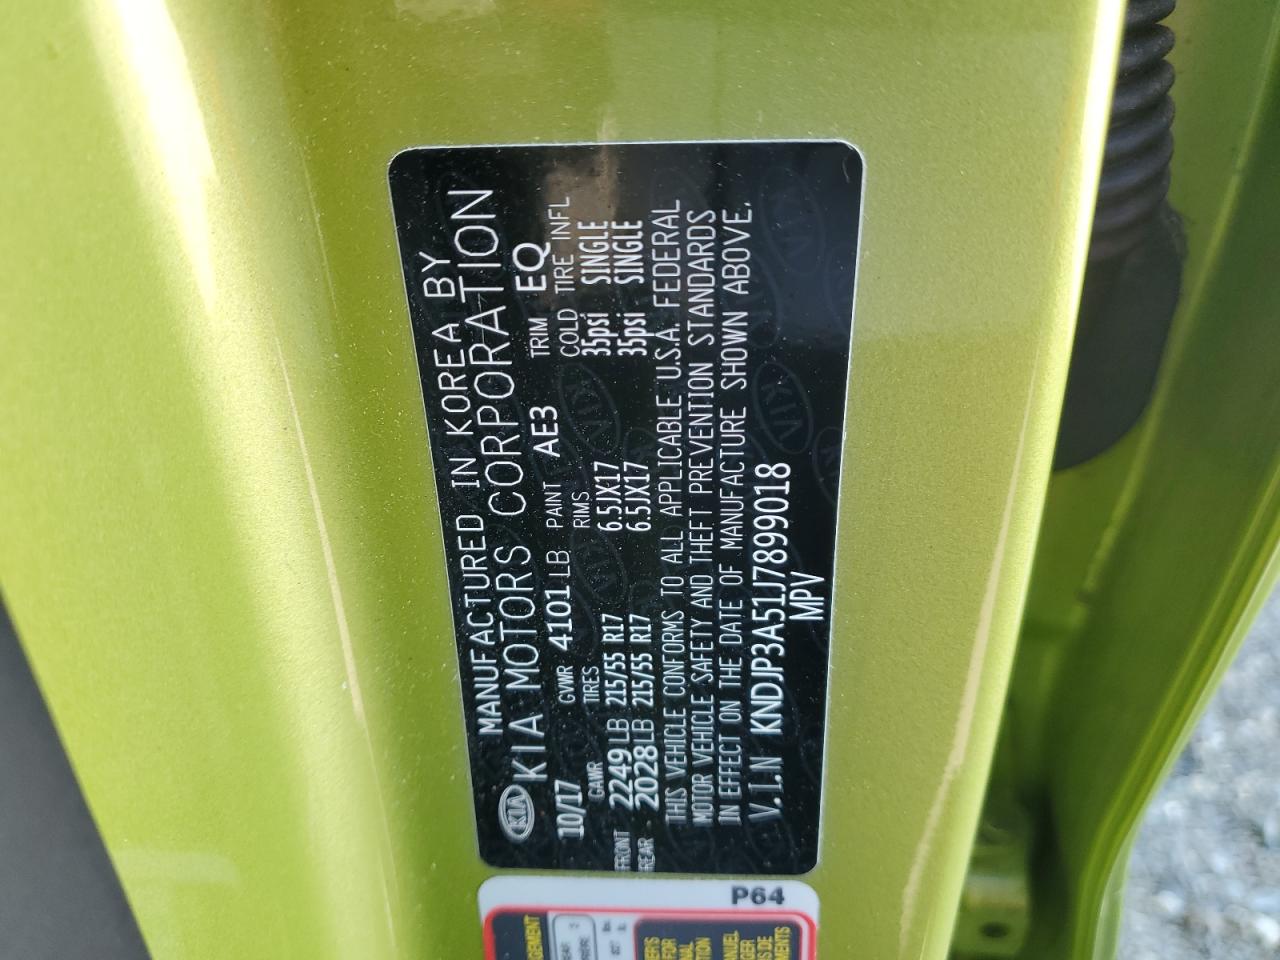 MANUFACTURED IN KOREA BY
KIA KIA MOTORS CORPORATION
10/17 GVWR 4101LB PAINT AE3 TRIM EQ
GAWR TIRES RIMS COLD TIRE INFL
FRONT 2249LB 215/55 R17 6.5JX17 35psi SINGLE
REAR 2028LB 215/55 R17 6.5JX17 35psi SINGLE
THIS VEHICLE CONFORMS TO ALL APPLICABLE U.S.A. FEDERAL
MOTOR VEHICLE SAFETY AND THEFT PREVENTION STANDARDS
IN EFFECT ON THE DATE OF MANUFACTURE SHOWN ABOVE.
V.I.N KNDJP3A51J7899018
MPV
P64